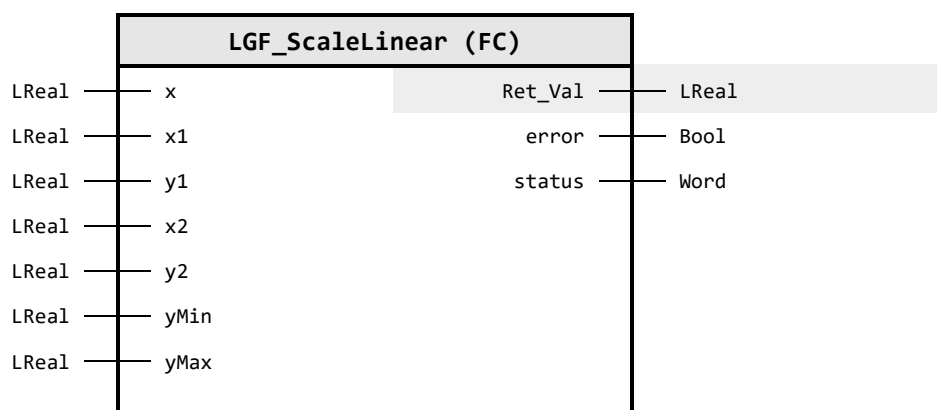 LGF_ScaleLinear (FC)
LReal x Ret_Val LReal
LReal x1 error Bool
LReal y1 status Word
LReal x2
LReal y2
LReal yMin
LReal yMax